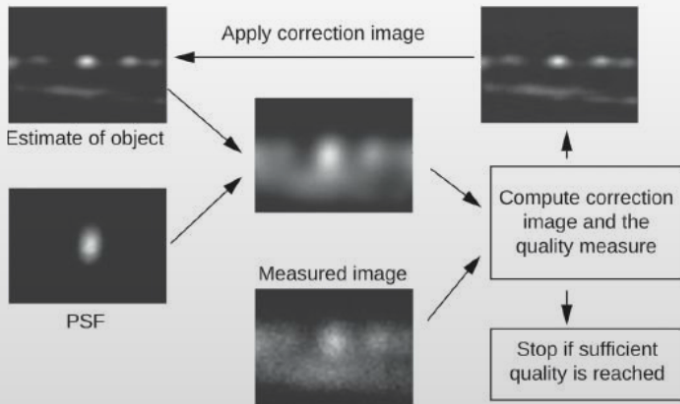 Apply correction image
Estimate of object
PSF
Measured image
Compute correction
image and the
quality measure
Stop if sufficient
quality is reached